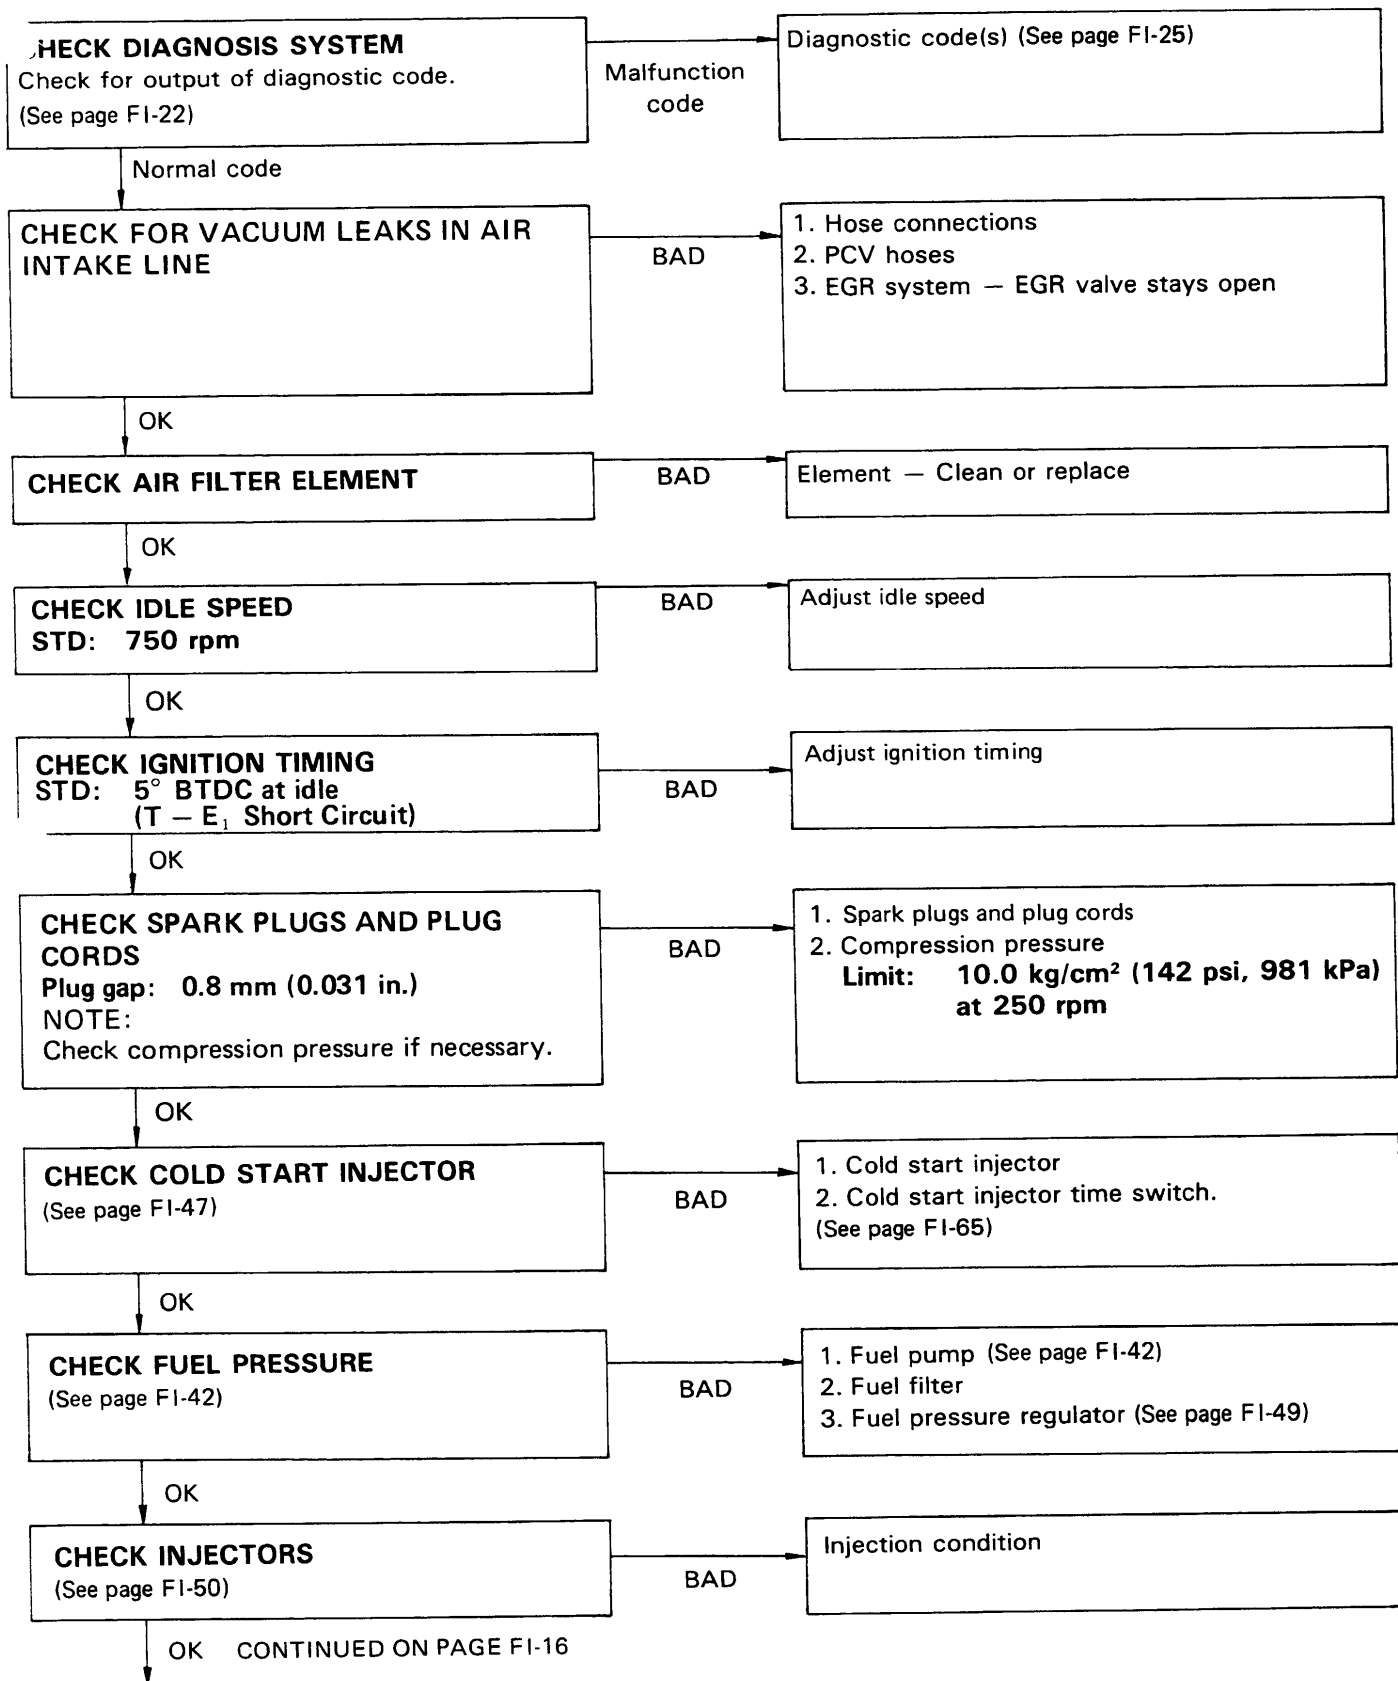 CHECK DIAGNOSIS SYSTEM
Check for output of diagnostic code.
(See page FI-22)
Malfunction
code
Diagnostic code(s) (See page FI-25)
Normal code
CHECK FOR VACUUM LEAKS IN AIR
INTAKE LINE
BAD
1. Hose connections
2. PCV hoses
3. EGR system — EGR valve stays open
OK
CHECK AIR FILTER ELEMENT
BAD
Element — Clean or replace
OK
CHECK IDLE SPEED
STD: 750 rpm
BAD
Adjust idle speed
OK
CHECK IGNITION TIMING
STD: 5° BTDC at idle
(T — E₁ Short Circuit)
BAD
Adjust ignition timing
OK
CHECK SPARK PLUGS AND PLUG
CORDS
Plug gap: 0.8 mm (0.031 in.)
NOTE:
Check compression pressure if necessary.
BAD
1. Spark plugs and plug cords
2. Compression pressure
Limit: 10.0 kg/cm² (142 psi, 981 kPa)
at 250 rpm
OK
CHECK COLD START INJECTOR
(See page FI-47)
BAD
1. Cold start injector
2. Cold start injector time switch.
(See page FI-65)
OK
CHECK FUEL PRESSURE
(See page FI-42)
BAD
1. Fuel pump (See page FI-42)
2. Fuel filter
3. Fuel pressure regulator (See page FI-49)
OK
CHECK INJECTORS
(See page FI-50)
BAD
Injection condition
OK CONTINUED ON PAGE FI-16